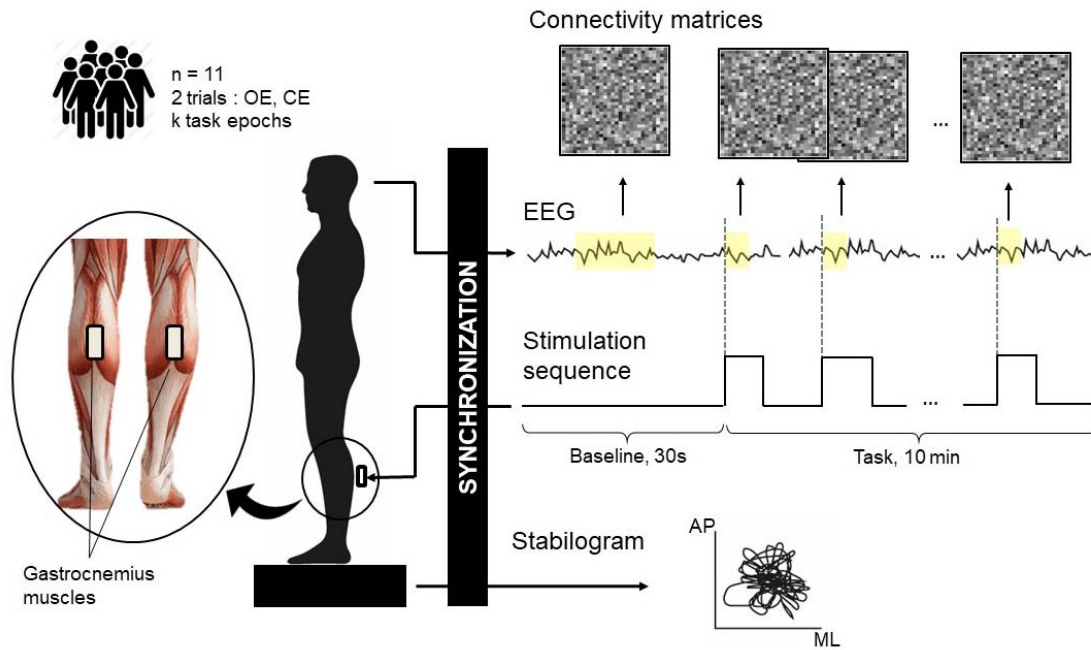 Connectivity matrices
n = 11
2 trials : OE, CE
k task epochs
...
EEG
...
SYNCHRONIZATION
Stimulation
sequence
...
Baseline, 30s
Task, 10 min
Stabilogram
AP
ML
Gastrocnemius
muscles